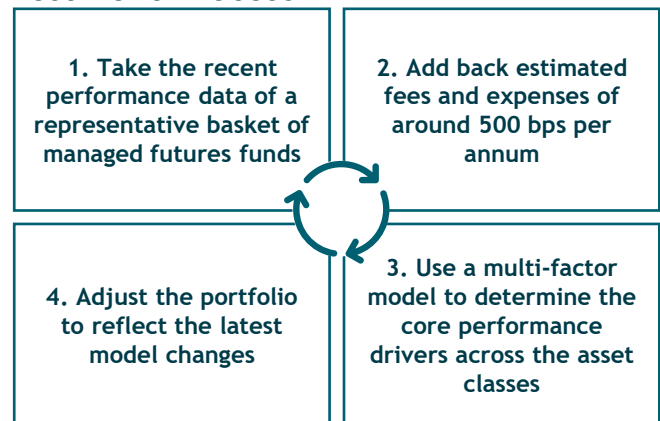 1. Take the recent
performance data of a
representative basket of
managed futures funds
2. Add back estimated
fees and expenses of
around 500 bps per
annum
4. Adjust the portfolio
to reflect the latest
model changes
3. Use a multi-factor
model to determine the
core performance
drivers across the asset
classes